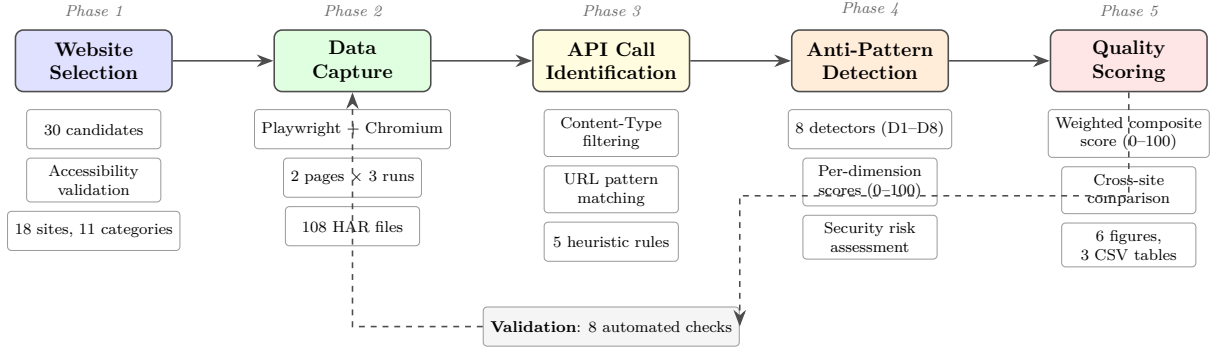 Phase 1
Website
Selection
30 candidates
Accessibility
validation
18 sites, 11 categories
Phase 2
Data
Capture
Playwright + Chromium
2 pages × 3 runs
108 HAR files
Phase 3
API Call
Identification
Content-Type
filtering
URL pattern
matching
5 heuristic rules
Phase 4
Anti-Pattern
Detection
8 detectors (D1–D8)
Per-dimension
scores (0–100)
Security risk
assessment
Phase 5
Quality
Scoring
Weighted composite
score (0–100)
Cross-site
comparison
6 figures,
3 CSV tables
Validation: 8 automated checks